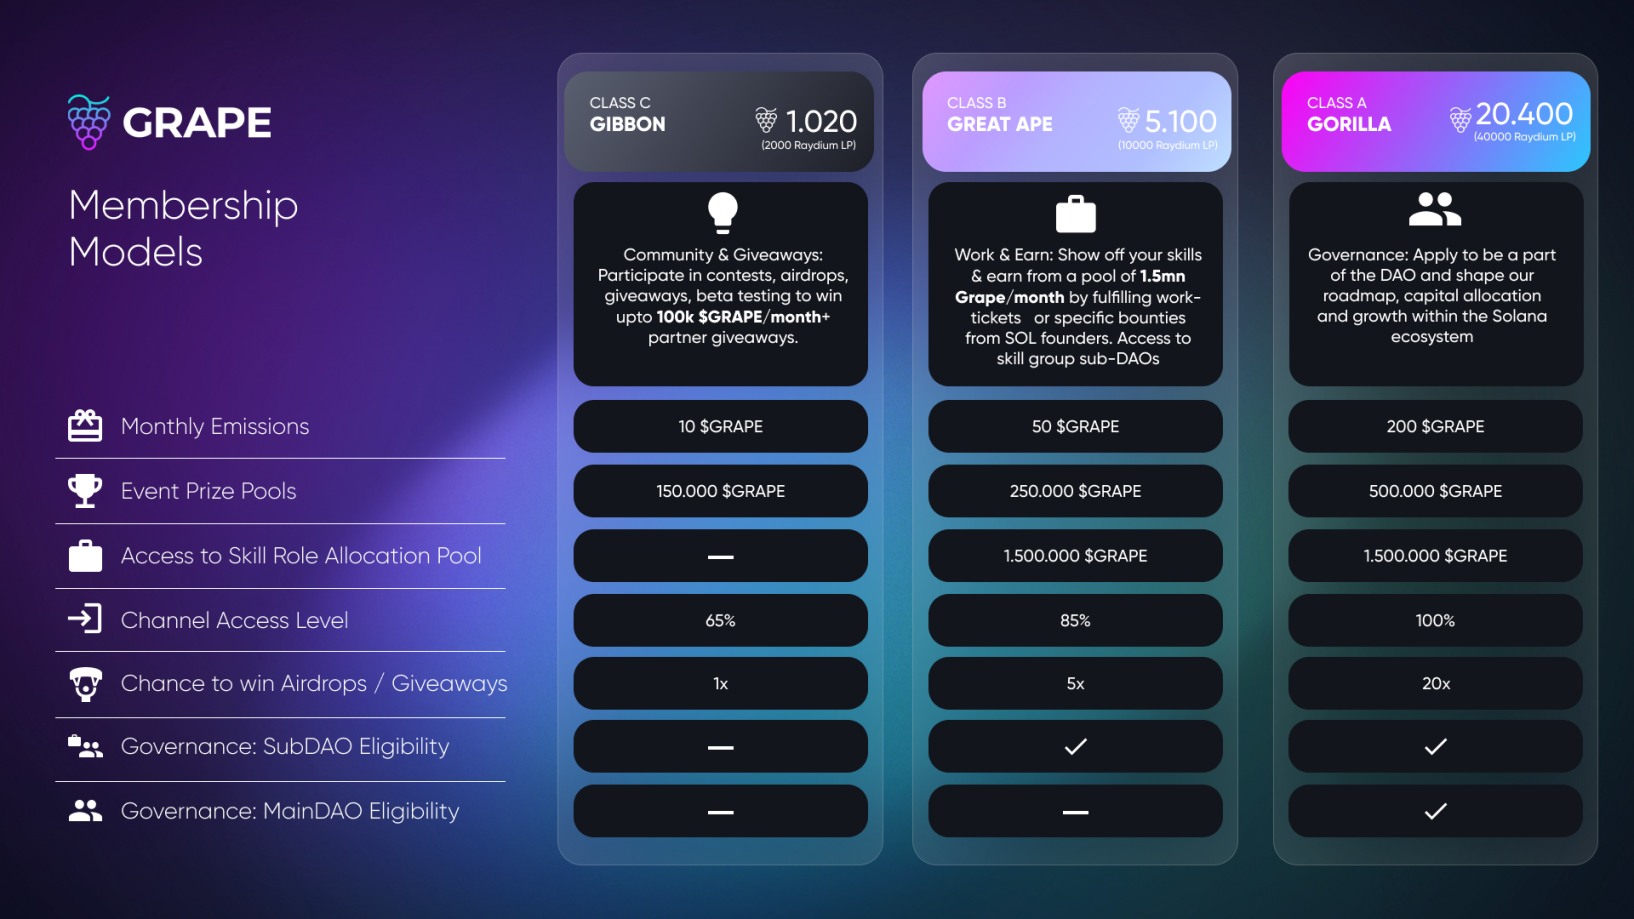 GRAPE
Membership
Models
CLASS C
GIBBON
1.020
(2000 Raydium LP)
Community & Giveaways:
Participate in contests, airdrops,
giveaways, beta testing to win
upto 100k $GRAPE/month+
partner giveaways.
CLASS B
GREAT APE
5.100
(10000 Raydium LP)
Work & Earn: Show off your skills
& earn from a pool of 1.5mn
Grape/month by fulfilling work-
tickets or specific bounties
from SOL founders. Access to
skill group sub-DAOs
CLASS A
GORILLA
20.400
(40000 Raydium LP)
Governance: Apply to be a part
of the DAO and shape our
roadmap, capital allocation
and growth within the Solana
ecosystem
Monthly Emissions
10 $GRAPE
50 $GRAPE
200 $GRAPE
Event Prize Pools
150.000 $GRAPE
250.000 $GRAPE
500.000 $GRAPE
Access to Skill Role Allocation Pool
—
1.500.000 $GRAPE
1.500.000 $GRAPE
Channel Access Level
65%
85%
100%
Chance to win Airdrops / Giveaways
1x
5x
20x
Governance: SubDAO Eligibility
—
✓
✓
Governance: MainDAO Eligibility
—
—
✓